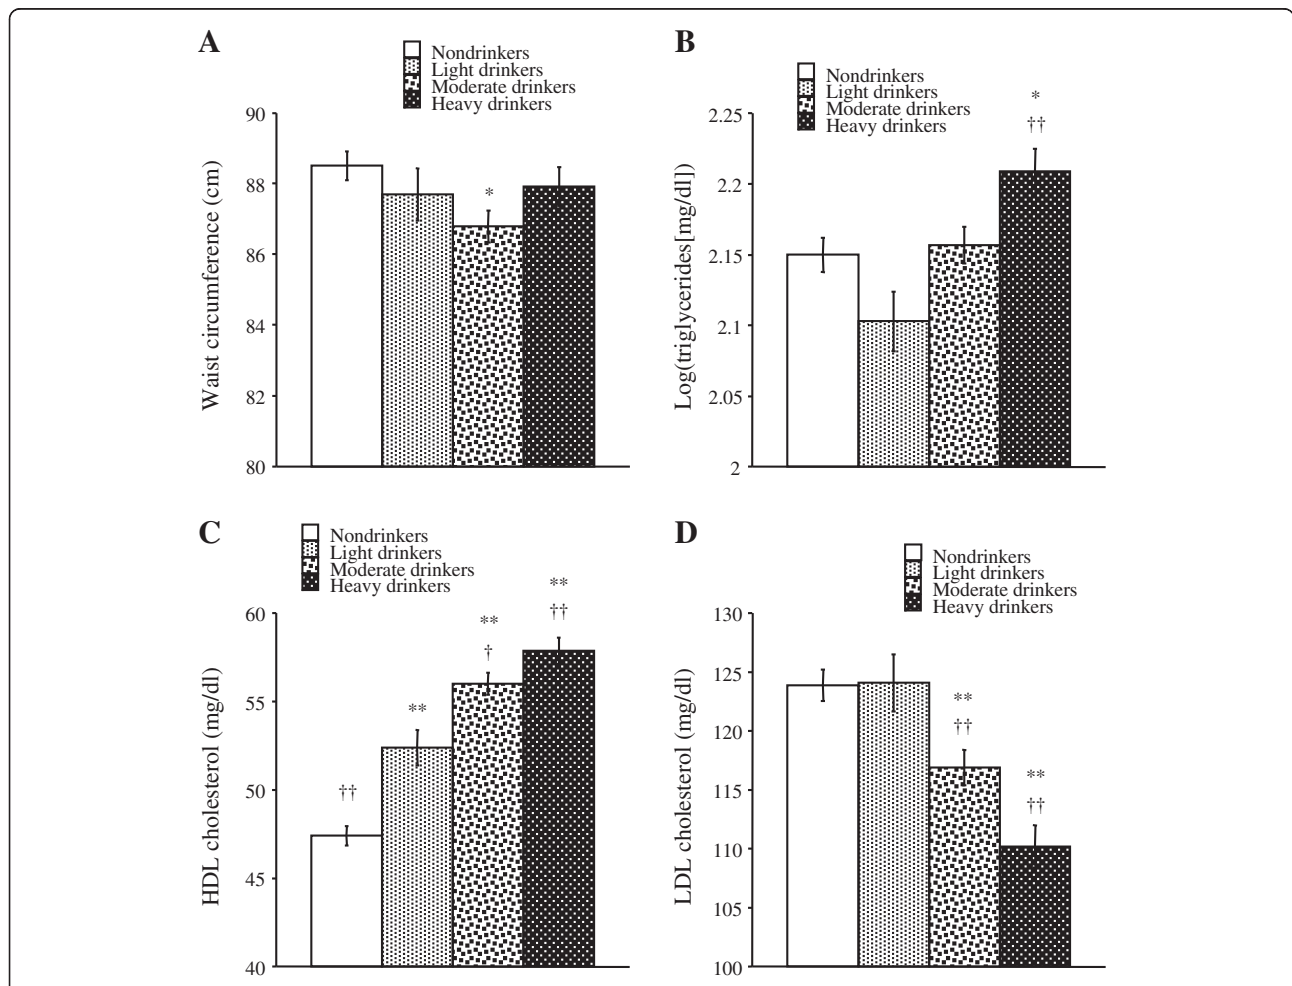 A
Nondrinkers
Light drinkers
Moderate drinkers
Heavy drinkers
90
88
86
84
82
80
Waist circumference (cm)
*
B
Nondrinkers
Light drinkers
Moderate drinkers
Heavy drinkers
2.25
2.2
2.15
2.1
2.05
2
Log(triglycerides[mg/dl])
*
††
C
Nondrinkers
Light drinkers
Moderate drinkers
Heavy drinkers
60
55
50
45
40
HDL cholesterol (mg/dl)
††
**
**
†
**
††
D
Nondrinkers
Light drinkers
Moderate drinkers
Heavy drinkers
130
125
120
115
110
105
100
LDL cholesterol (mg/dl)
**
††
**
††